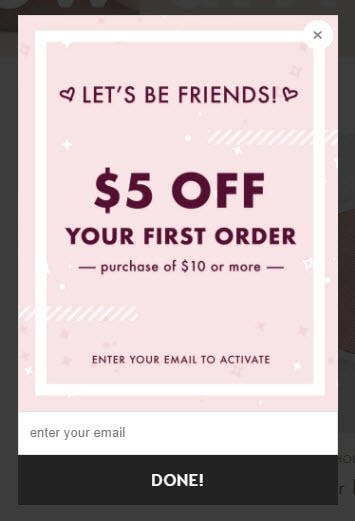 LET'S BE FRIENDS!
$5 OFF
YOUR FIRST ORDER
— purchase of $10 or more —
ENTER YOUR EMAIL TO ACTIVATE
enter your email
DONE!